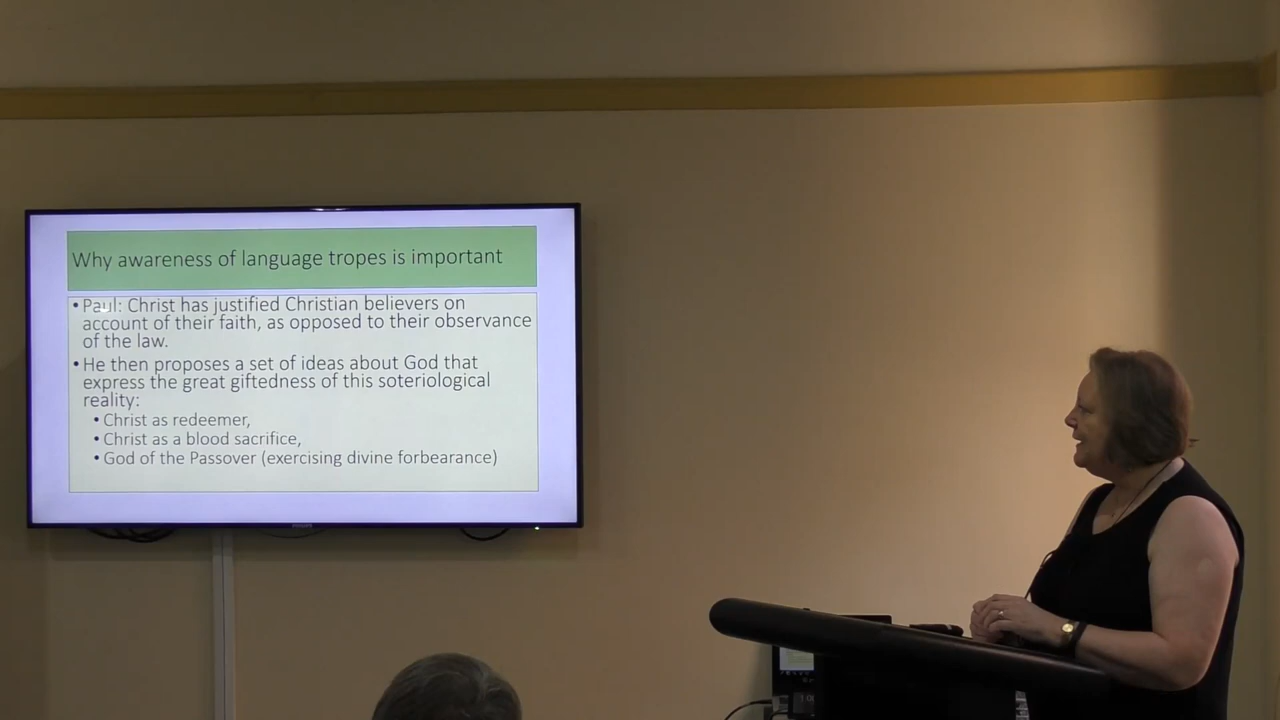 Why awareness of language tropes is important
• Paul: Christ has justified Christian believers on
account of their faith, as opposed to their observance
of the law.
• He then proposes a set of ideas about God that
express the great giftedness of this soteriological
reality:
• Christ as redeemer,
• Christ as a blood sacrifice,
• God of the Passover (exercising divine forbearance)
PHILIPS